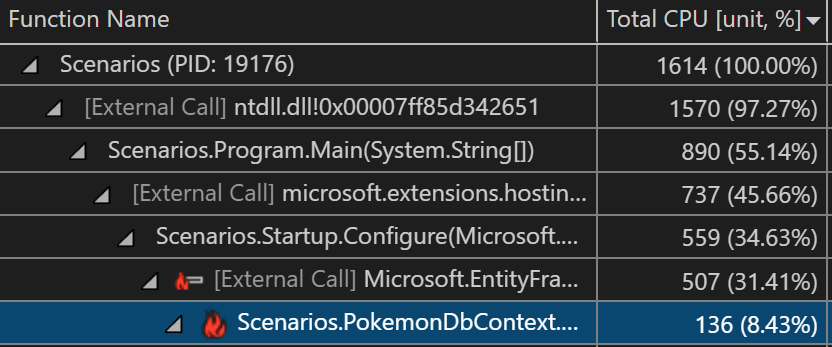 Function Name Total CPU [unit, %]
Scenarios (PID: 19176) 1614 (100.00%)
[External Call] ntdll.dll!0x00007ff85d342651 1570 (97.27%)
Scenarios.Program.Main(System.String[]) 890 (55.14%)
[External Call] microsoft.extensions.hostin... 737 (45.66%)
Scenarios.Startup.Configure(Microsoft.... 559 (34.63%)
[External Call] Microsoft.EntityFra... 507 (31.41%)
Scenarios.PokemonDbContext.... 136 (8.43%)